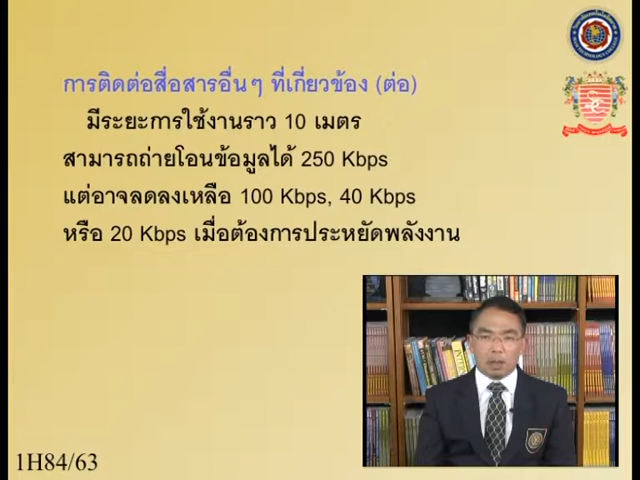 การติดต่อสื่อสารอื่นๆ ที่เกี่ยวข้อง (ต่อ)
มีระยะการใช้งานราว 10 เมตร
สามารถถ่ายโอนข้อมูลได้ 250 Kbps
แต่อาจลดลงเหลือ 100 Kbps, 40 Kbps
หรือ 20 Kbps เมื่อต้องการประหยัดพลังงาน
1H84/63